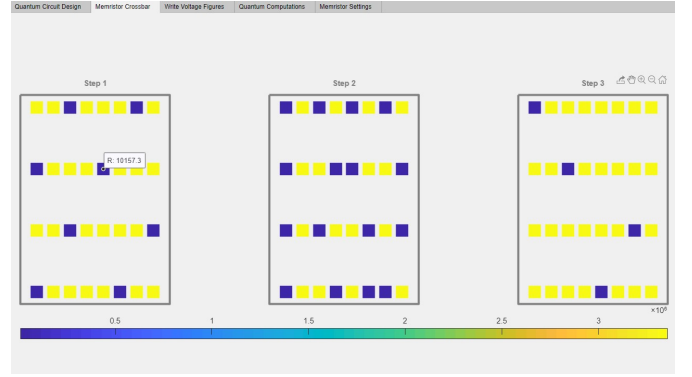 Quantum Circuit Design Memristor Crossbar Write Voltage Figures Quantum Computations Memristor Settings
Step 1 Step 2 Step 3
R: 10157.3
×10⁶
0.5 1 1.5 2 2.5 3